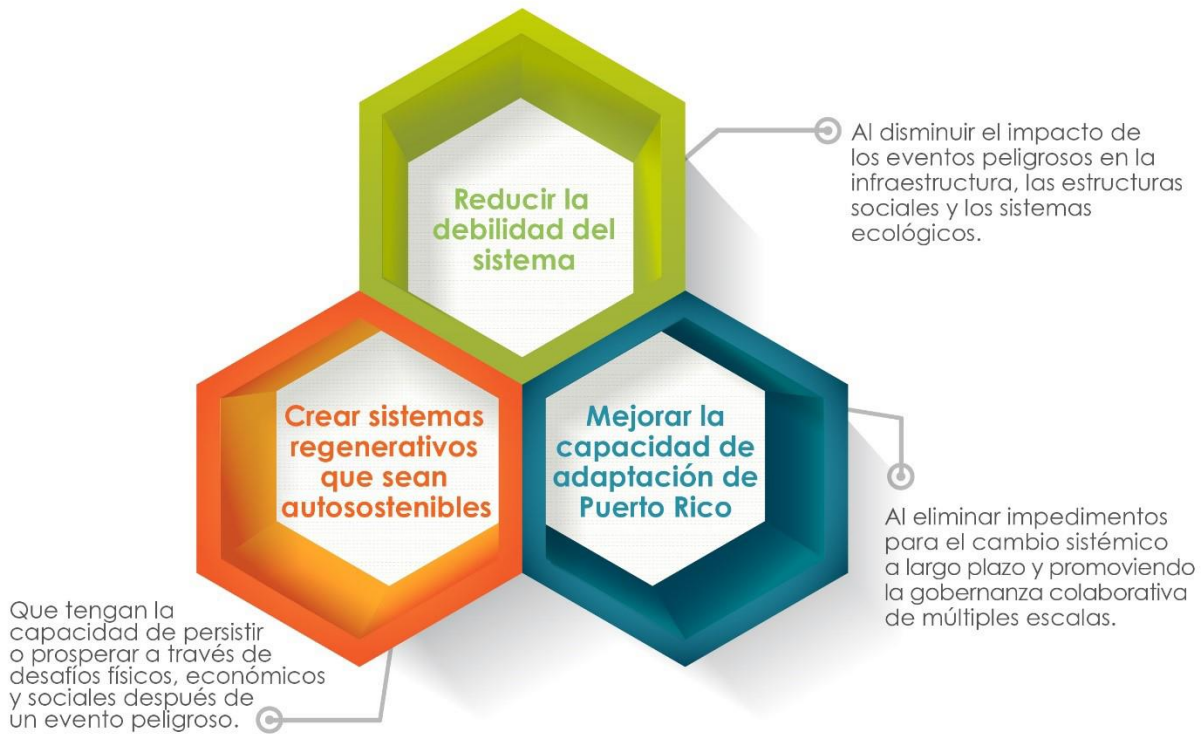 Reducir la
debilidad del
sistema
Al disminuir el impacto de
los eventos peligrosos en la
infraestructura, las estructuras
sociales y los sistemas
ecológicos.
Crear sistemas
regenerativos
que sean
autosostenibles
Mejorar la
capacidad de
adaptación de
Puerto Rico
Al eliminar impedimentos
para el cambio sistémico
a largo plazo y promoviendo
la gobernanza colaborativa
de múltiples escalas.
Que tengan la
capacidad de persistir
o prosperar a través de
desafíos físicos, económicos
y sociales después de
un evento peligroso.